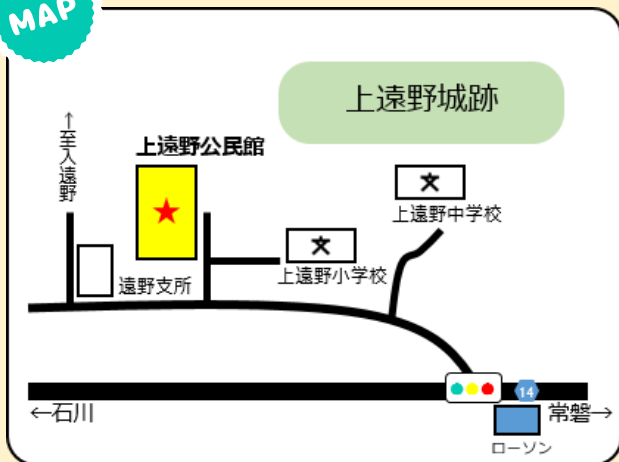 MAP
上遠野城跡
↑至入遠野
上遠野公民館
文
上遠野中学校
文
上遠野小学校
遠野支所
14
←石川
常磐→
ローソン